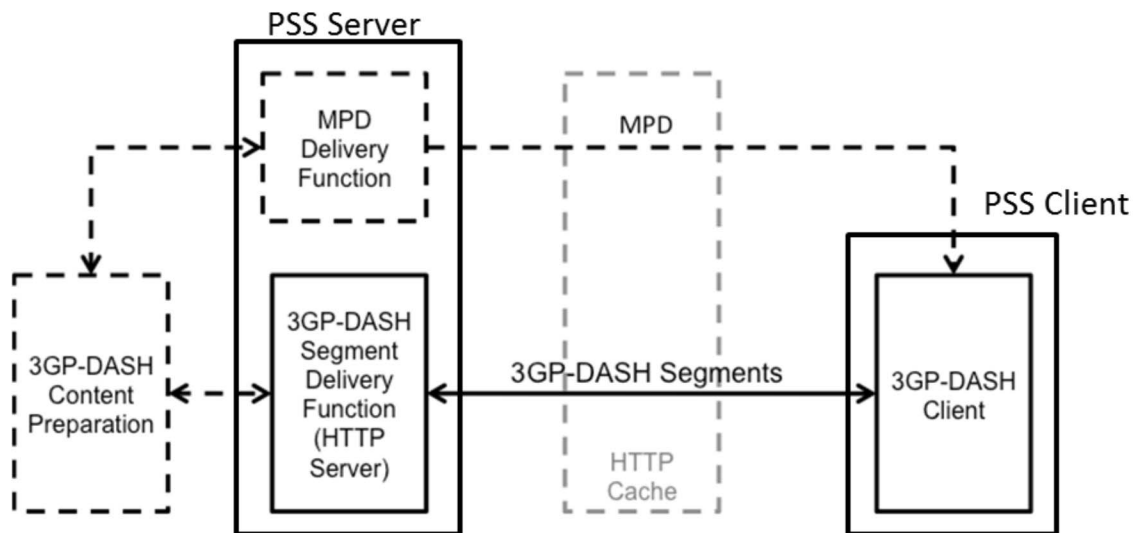 PSS Server
MPD
Delivery
Function
MPD
PSS Client
3GP-DASH
Content
Preparation
3GP-DASH
Segment
Delivery
Function
(HTTP
Server)
3GP-DASH Segments
HTTP
Cache
3GP-DASH
Client